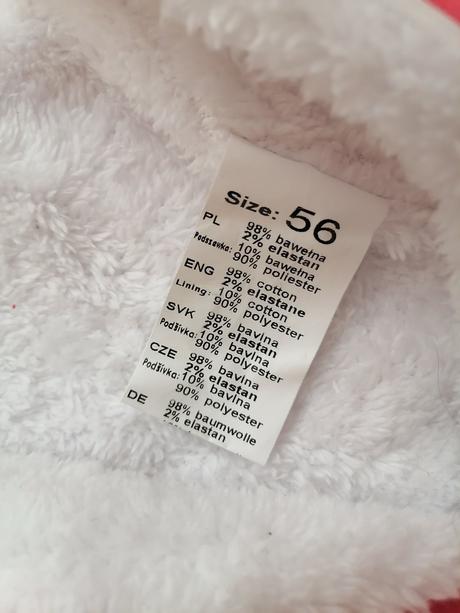 Size: 56
PL 98% bawełna
2% elastan
Podszewka: 10% bawełna
90% poliester
ENG 98% cotton
2% elastane
Lining: 10% cotton
90% polyester
SVK 98% bavlna
2% elastan
Podšívka: 10% bavlna
90% polyester
CZE 98% bavlna
2% elastan
Podšívka: 10% bavlna
90% polyester
DE 98% baumwolle
2% elastan